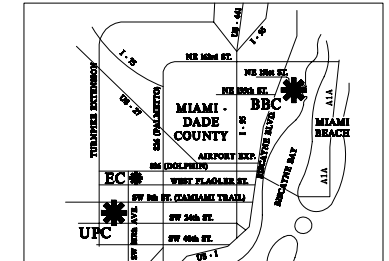 US - 441
I - 95
I - 75
NE 163rd ST.
US - 27
TURNPIKE EXTENSION
826 (PALMETTO)
NE 151st ST.
NE 135th ST.
BBC
A1A
MIAMI -
DADE
COUNTY
I - 95
BISCAYNE BLVD
MIAMI
BEACH
AIRPORT EXP.
836 (DOLPHIN)
BISCAYNE BAY
EC
WEST FLAGLER ST.
A1A
SW 8th ST. (TAMIAMI TRAIL)
SW 24th ST.
UPC
SW 40th ST.
US - 1